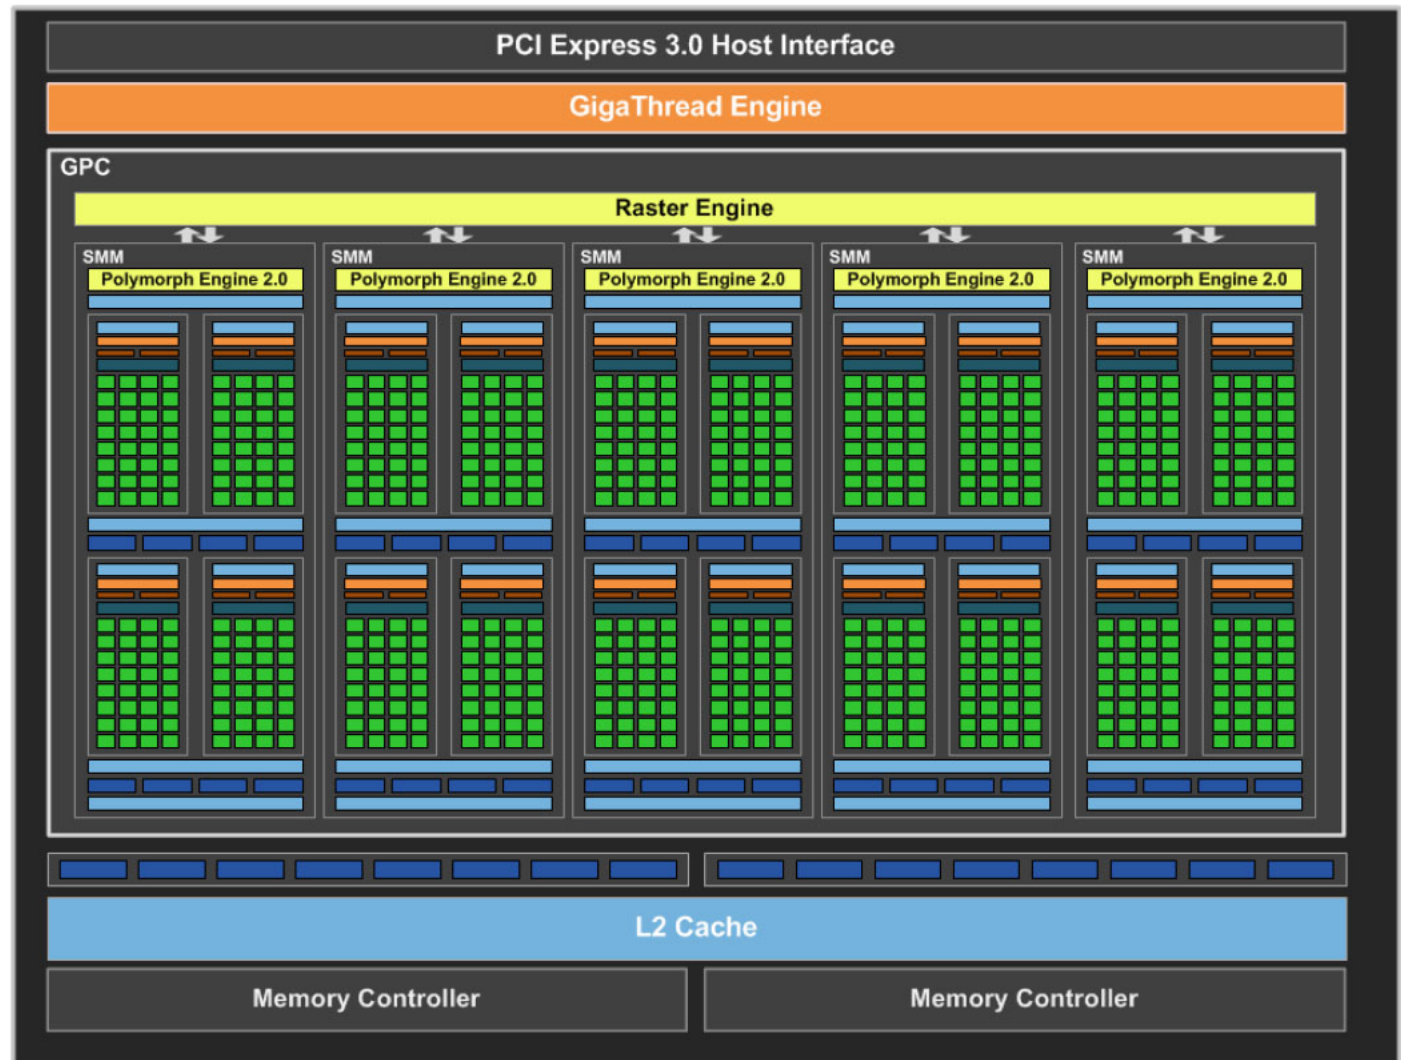 PCI Express 3.0 Host Interface
GigaThread Engine
GPC
Raster Engine
SMM SMM SMM SMM SMM
Polymorph Engine 2.0 Polymorph Engine 2.0 Polymorph Engine 2.0 Polymorph Engine 2.0 Polymorph Engine 2.0
L2 Cache
Memory Controller Memory Controller